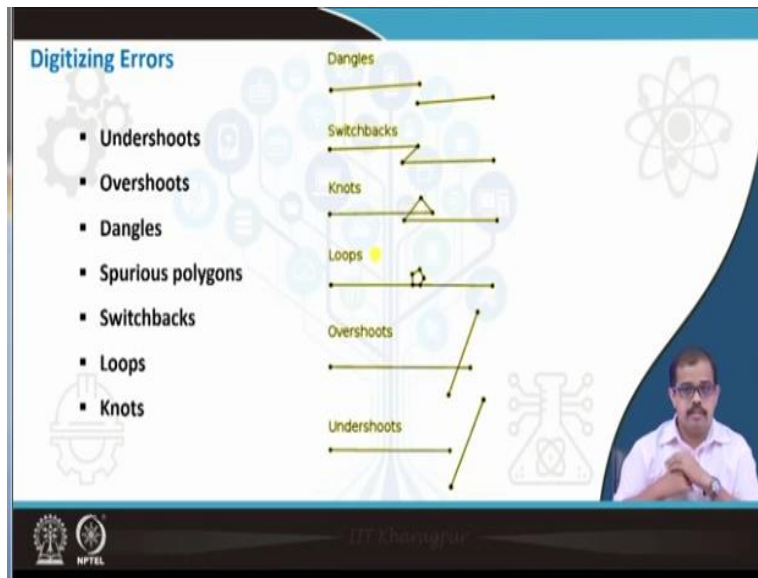 Digitizing Errors
Undershoots
Overshoots
Dangles
Spurious polygons
Switchbacks
Loops
Knots
Dangles
Switchbacks
Knots
Loops
Overshoots
Undershoots
NPTEL
IIT Kharagpur